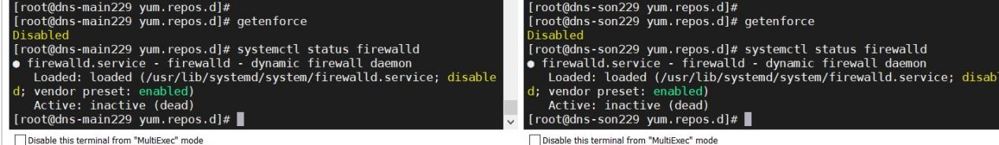 [root@dns-main229 yum.repos.d]#
[root@dns-main229 yum.repos.d]# getenforce
Disabled
[root@dns-main229 yum.repos.d]# systemctl status firewalld
● firewalld.service - firewalld - dynamic firewall daemon
   Loaded: loaded (/usr/lib/systemd/system/firewalld.service; disable
d; vendor preset: enabled)
   Active: inactive (dead)
[root@dns-main229 yum.repos.d]#
Disable this terminal from "MultiExec" mode
[root@dns-son229 yum.repos.d]#
[root@dns-son229 yum.repos.d]# getenforce
Disabled
[root@dns-son229 yum.repos.d]# systemctl status firewalld
● firewalld.service - firewalld - dynamic firewall daemon
   Loaded: loaded (/usr/lib/systemd/system/firewalld.service; disabl
d; vendor preset: enabled)
   Active: inactive (dead)
[root@dns-son229 yum.repos.d]#
Disable this terminal from "MultiExec" mode